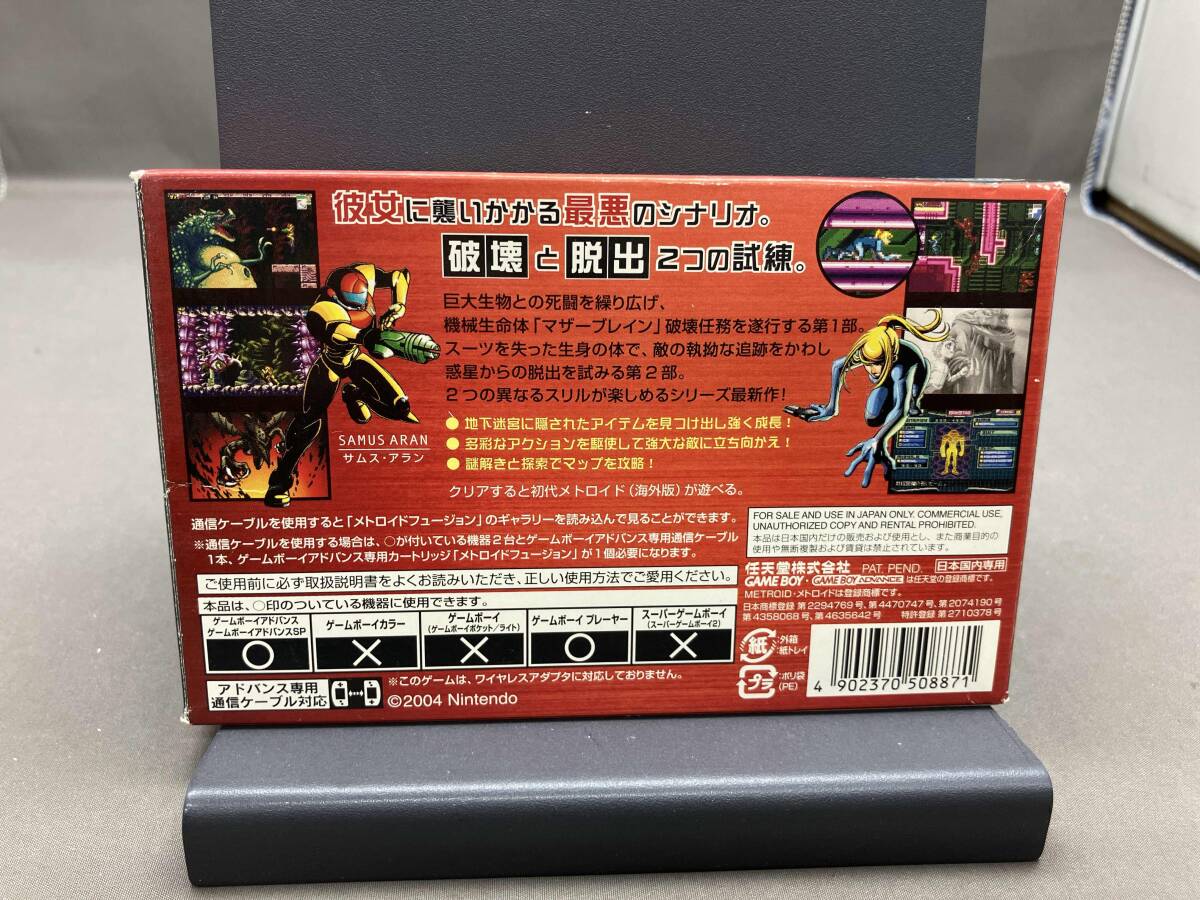 彼女に襲いかかる最悪のシナリオ。
破壊と脱出 2つの試練。
巨大生物との死闘を繰り広げ、
機械生命体「マザーブレイン」破壊任務を遂行する第1部。
スーツを失った生身の体で、敵の執拗な追跡をかわし
惑星からの脱出を試みる第2部。
2つの異なるスリルが楽しめるシリーズ最新作!
● 地下迷宮に隠されたアイテムを見つけ出し強く成長!
● 多彩なアクションを駆使して強大な敵に立ち向かえ!
● 謎解きと探索でマップを攻略!
クリアすると初代メトロイド(海外版)が遊べる。
SAMUS ARAN
サムス・アラン
通信ケーブルを使用すると「メトロイドフュージョン」のギャラリーを読み込んで見ることができます。
※通信ケーブルを使用する場合は、○が付いている機器2台とゲームボーイアドバンス専用通信ケーブル
1本、ゲームボーイアドバンス専用カートリッジ「メトロイドフュージョン」が1個必要になります。
ご使用前に必ず取扱説明書をよくお読みいただき、正しい使用方法でご愛用ください。
本品は、○印のついている機器に使用できます。
ゲームボーイアドバンス
ゲームボーイアドバンスSP
○
ゲームボーイカラー
×
ゲームボーイ
(ゲームボーイポケット/ライト)
×
ゲームボーイ プレーヤー
○
スーパーゲームボーイ
(スーパーゲームボーイ2)
×
アドバンス専用
通信ケーブル対応
※このゲームは、ワイヤレスアダプタに対応しておりません。
©2004 Nintendo
FOR SALE AND USE IN JAPAN ONLY. COMMERCIAL USE,
UNAUTHORIZED COPY AND RENTAL PROHIBITED.
本品は日本国内だけの販売および使用とし、また商業目的の
使用や無断複製および賃貸は禁止されています。
任天堂株式会社 PAT. PEND. 日本国内専用
GAME BOY・GAME BOY ADVANCE は任天堂の登録商標です。
METROID・メトロイドは登録商標です。
日本商標登録 第2294769号、第4470747号、第2074190号
第4358068号、第4635642号 特許登録 第2710378号
紙
:外箱
:紙トレイ
プラ
:ポリ袋
(PE)
4 902370 508871